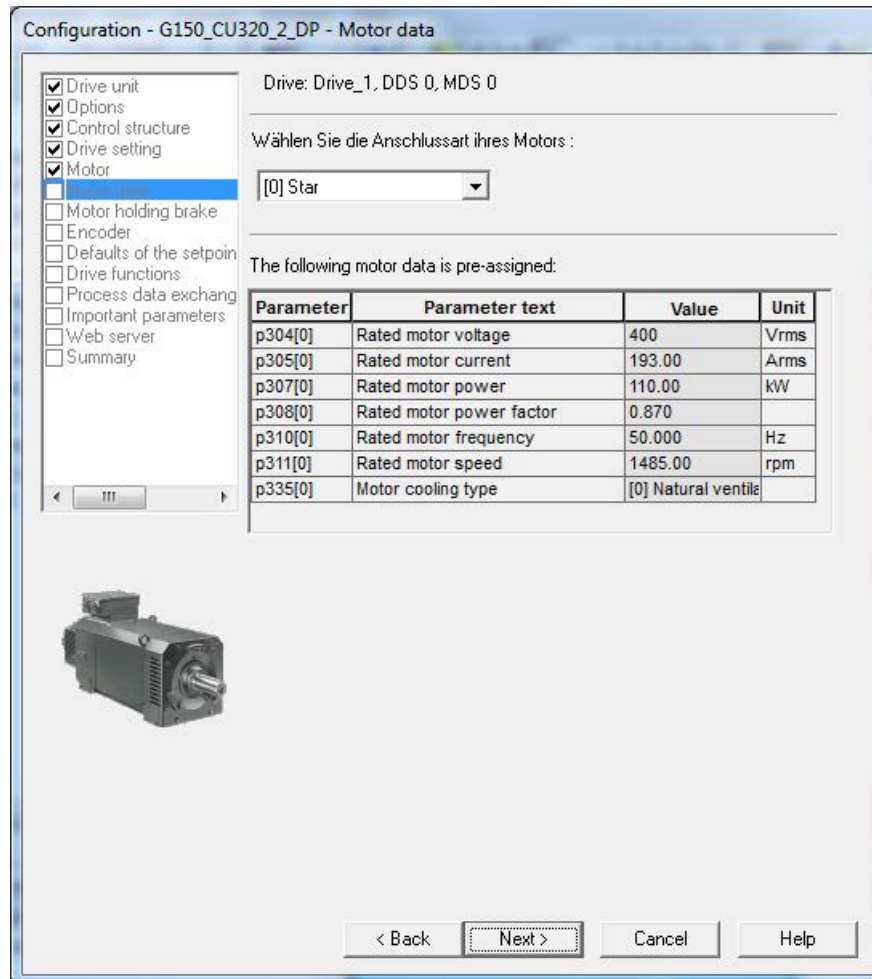 Configuration - G150_CU320_2_DP - Motor data
Drive unit
Options
Control structure
Drive setting
Motor
Motor holding brake
Encoder
Defaults of the setpoin
Drive functions
Process data exchang
Important parameters
Web server
Summary
Drive: Drive_1, DDS 0, MDS 0
Wählen Sie die Anschlussart ihres Motors :
[0] Star
The following motor data is pre-assigned:
Parameter Parameter text Value Unit
p304[0] Rated motor voltage 400 Vrms
p305[0] Rated motor current 193.00 Arms
p307[0] Rated motor power 110.00 kW
p308[0] Rated motor power factor 0.870
p310[0] Rated motor frequency 50.000 Hz
p311[0] Rated motor speed 1485.00 rpm
p335[0] Motor cooling type [0] Natural ventila
< Back Next > Cancel Help